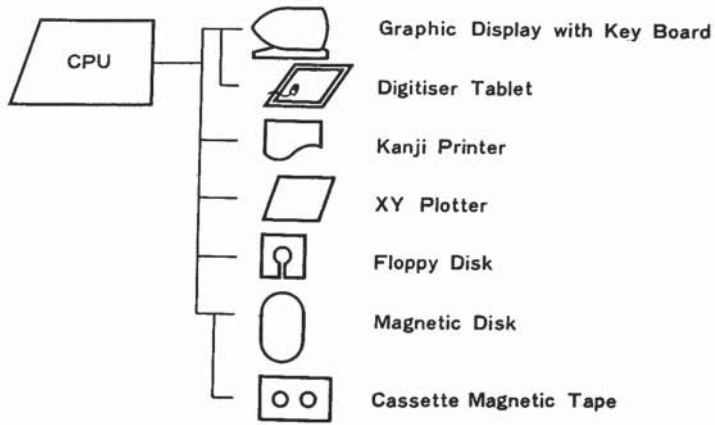 CPU
Graphic Display with Key Board
Digitiser Tablet
Kanji Printer
XY Plotter
Floppy Disk
Magnetic Disk
Cassette Magnetic Tape